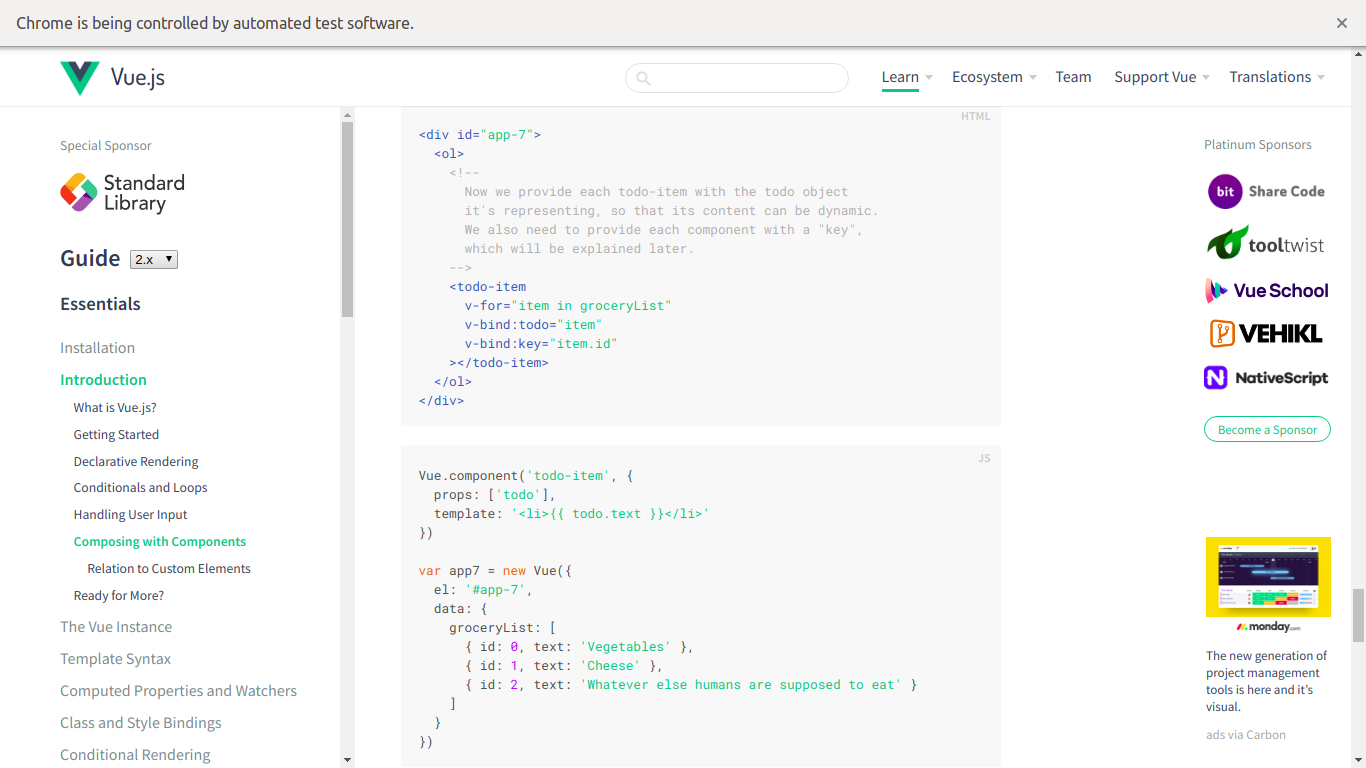 Chrome is being controlled by automated test software.
Vue.js
Learn
Ecosystem
Team
Support Vue
Translations
Special Sponsor
Standard
Library
Guide 2.x
Essentials
Installation
Introduction
What is Vue.js?
Getting Started
Declarative Rendering
Conditionals and Loops
Handling User Input
Composing with Components
Relation to Custom Elements
Ready for More?
The Vue Instance
Template Syntax
Computed Properties and Watchers
Class and Style Bindings
Conditional Rendering
HTML
<div id="app-7">
  <ol>
    <!--
      Now we provide each todo-item with the todo object
      it's representing, so that its content can be dynamic.
      We also need to provide each component with a "key",
      which will be explained later.
    -->
    <todo-item
      v-for="item in groceryList"
      v-bind:todo="item"
      v-bind:key="item.id"
    ></todo-item>
  </ol>
</div>
JS
Vue.component('todo-item', {
  props: ['todo'],
  template: '<li>{{ todo.text }}</li>'
})
var app7 = new Vue({
  el: '#app-7',
  data: {
    groceryList: [
      { id: 0, text: 'Vegetables' },
      { id: 1, text: 'Cheese' },
      { id: 2, text: 'Whatever else humans are supposed to eat' }
    ]
  }
})
Platinum Sponsors
bit Share Code
tooltwist
Vue School
VEHIKL
N NativeScript
Become a Sponsor
monday.com
The new generation of
project management
tools is here and it's
visual.
ads via Carbon